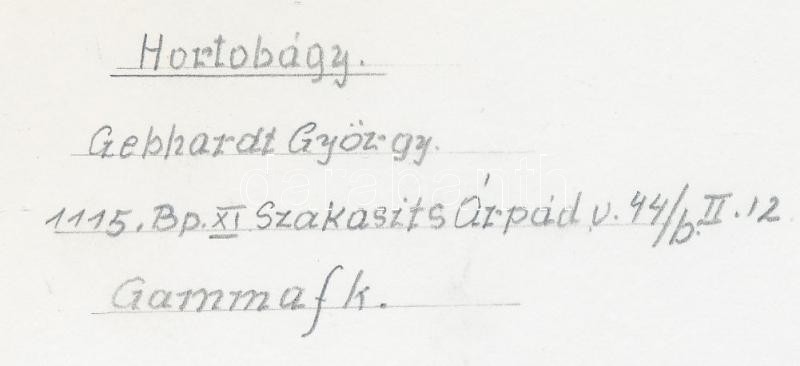 Hortobágy.
Gebhardt György.
1115. Bp. XI Szakasits Árpád u. 44/b. II. 12
Gammafk.